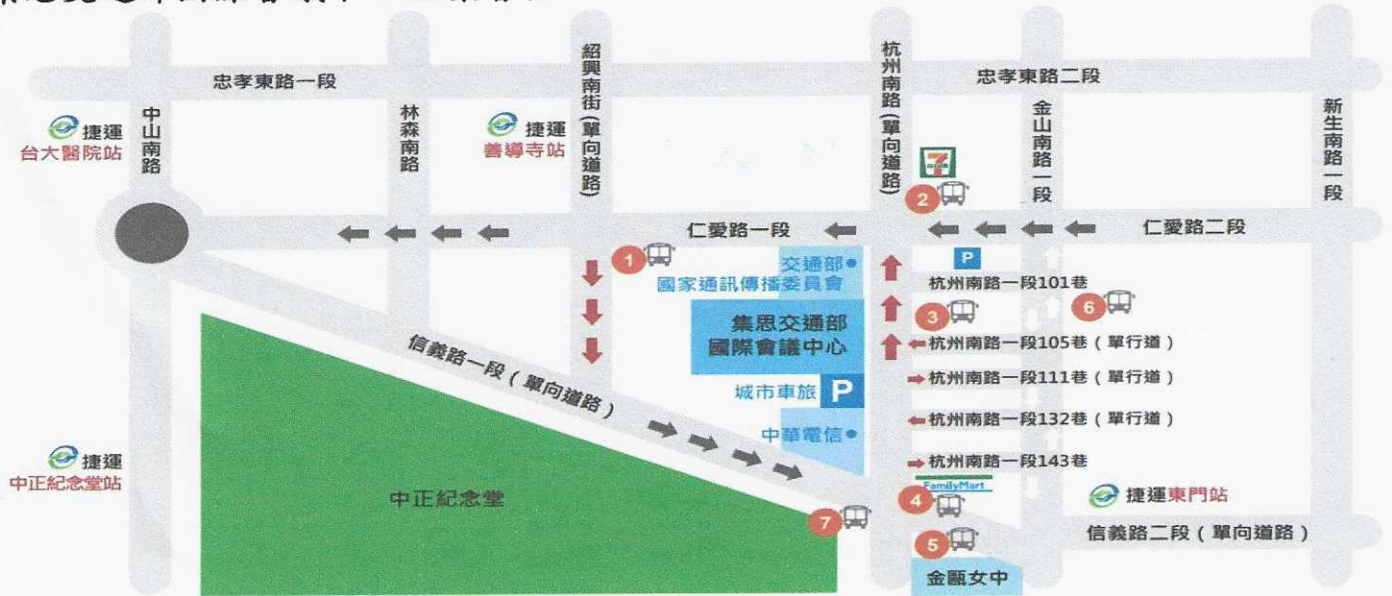 忠孝東路一段
忠孝東路二段
中山南路
林森南路
紹興南街(單向道路)
杭州南路(單向道路)
金山南路一段
新生南路一段
捷運
台大醫院站
捷運
善導寺站
7
2
仁愛路一段
仁愛路二段
1
交通部
國家通訊傳播委員會
P
杭州南路一段101巷
3
6
集思交通部
國際會議中心
杭州南路一段105巷(單行道)
信義路一段(單向道路)
城市車旅 P
杭州南路一段111巷(單行道)
中華電信
杭州南路一段132巷(單行道)
杭州南路一段143巷
捷運
中正紀念堂站
中正紀念堂
FamilyMart
4
捷運東門站
7
5
信義路二段(單向道路)
金甌女中